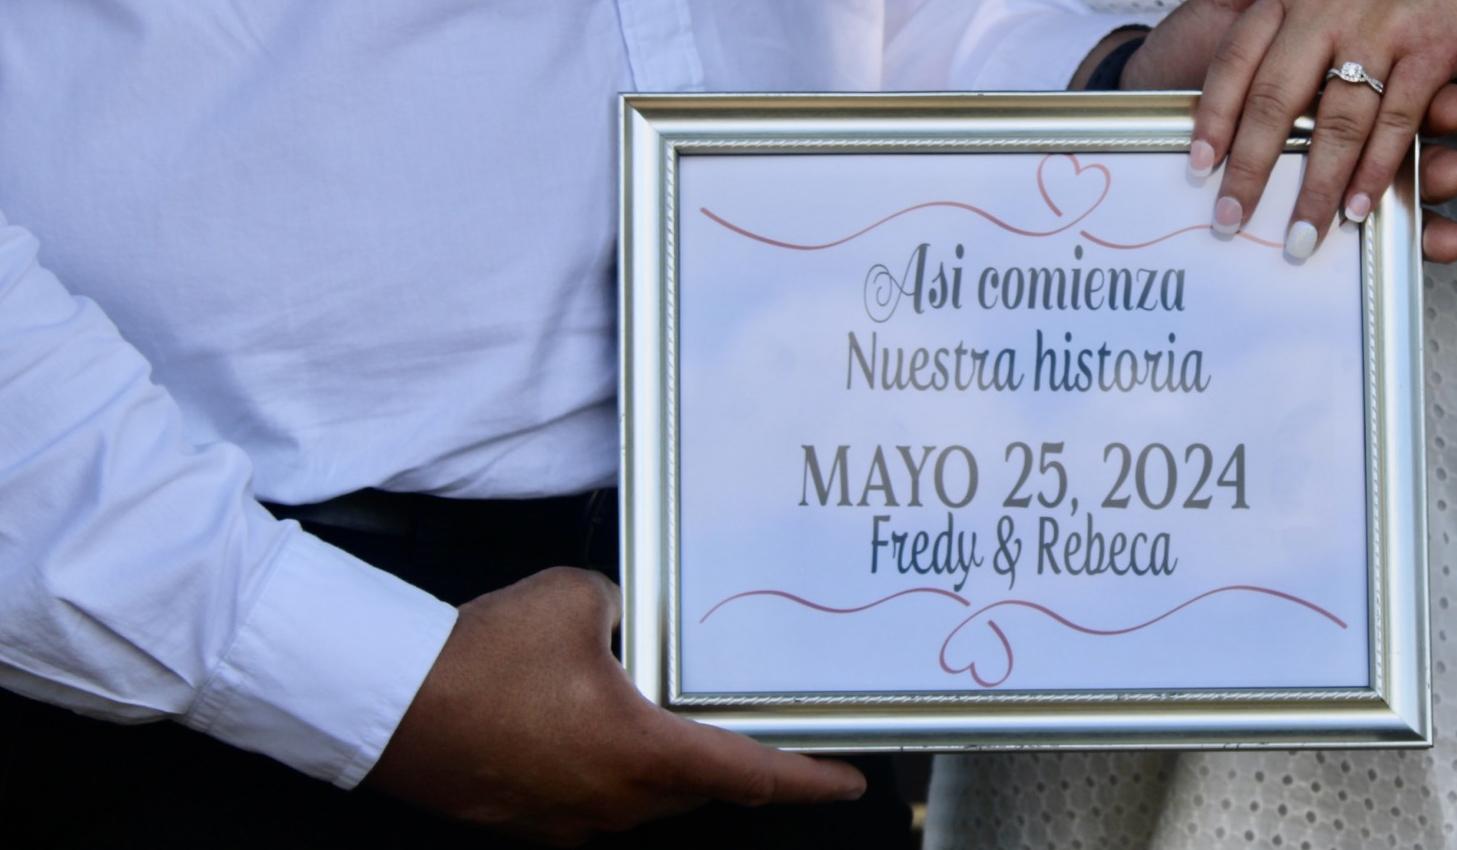 Asi comienza
Nuestra historia
MAYO 25, 2024
Fredy & Rebeca